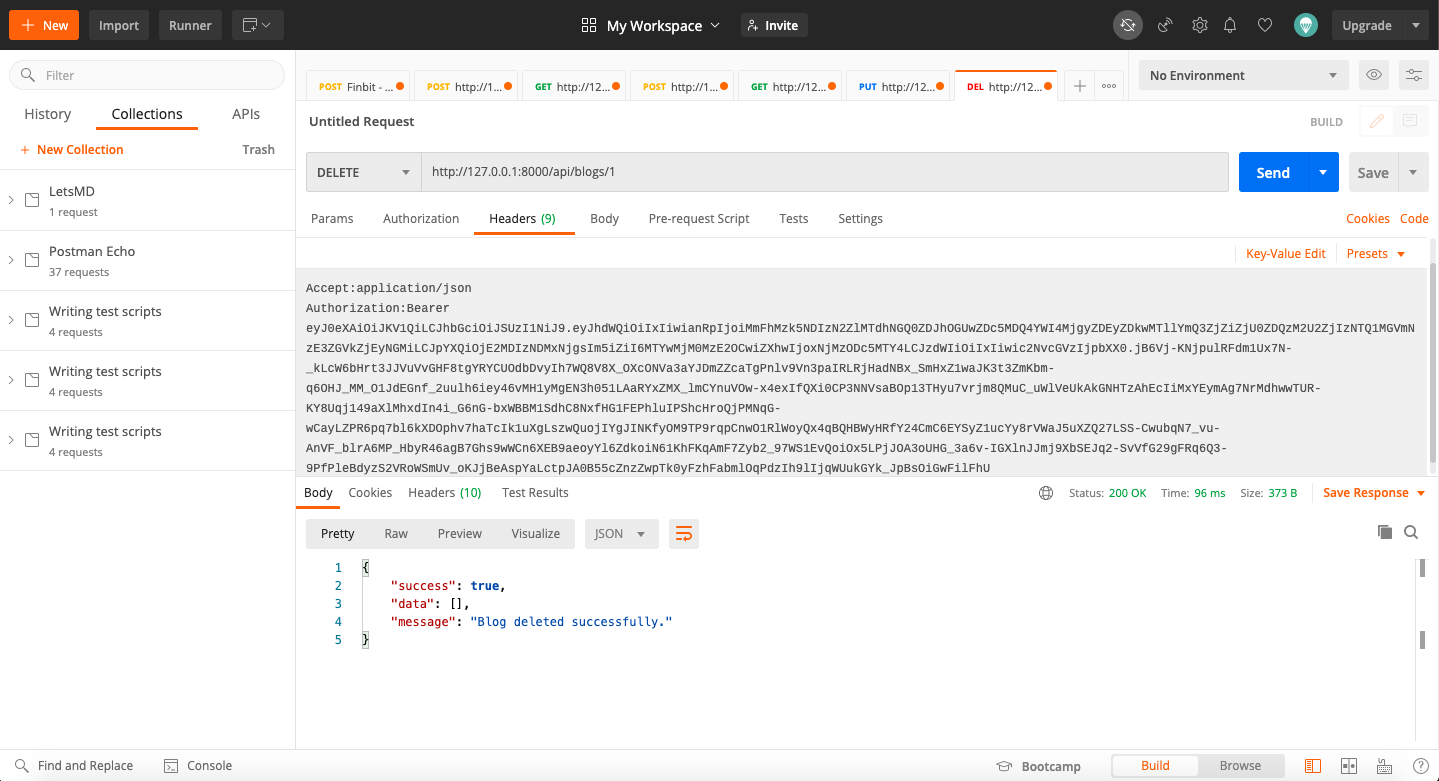 New Import Runner My Workspace Invite Upgrade
Filter
History Collections APIs
New Collection Trash
LetsMD
1 request
Postman Echo
37 requests
Writing test scripts
4 requests
Writing test scripts
4 requests
Writing test scripts
4 requests
POST Finbit - ... POST http://1... GET http://12... POST http://1... GET http://12... PUT http://12... DEL http://12... No Environment
Untitled Request BUILD
DELETE http://127.0.0.1:8000/api/blogs/1 Send Save
Params Authorization Headers (9) Body Pre-request Script Tests Settings Cookies Code
Key-Value Edit Presets
Accept:application/json
Authorization:Bearer
eyJ0eXAiOiJKV1QiLCJhbGciOiJSUzI1NiJ9.eyJhdWQiOiIxIiwianRpIjoiMmFhMzk5NDIzN2ZlMTdhNGQ0ZDJhOGUwZDc5MDQ4YWI4MjgyZDEyZDkwMTllYmQ3ZjZiZjU0ZDQzM2U2ZjIzNTQ1MGVmN
zE3ZGVkZjEyNGMiLCJpYXQiOjE2MDIzNDMxNjgsIm5iZiI6MTYwMjM0MzE2OCwiZXhwIjoxNjMzODc5MTY4LCJzdWIiOiIxIiwic2NvcGVzIjpbXX0.jB6Vj-KNjpulRFdm1Ux7N-
_kLcW6bHrt3JJVuVvGHF8tgYRYCUOdbDvyIh7WQ8V8X_OXcONVa3aYJDmZZcaTgPnlv9Vn3paIRLRjHadNBx_SmHxZ1waJK3t3ZmKbm-
q6OHJ_MM_O1JdEGnf_2uulh6iey46vMH1yMgEN3h051LAaRYxZMX_lmCYnuVOw-x4exIfQXi0CP3NNVsaBOp13THyu7vrjm8QMuC_uWlVeUkAkGNHTzAhEcIiMxYEymAg7NrMdhwwTUR-
KY8Uqj149aXlMhxdIn4i_G6nG-bxWBBM1SdhC8NxfHG1FEPhluIPShcHroQjPMNqG-
wCayLZPR6pq7bl6kXDOphv7haTcIk1uXgLszwQuojIYgJINKfyOM9TP9rqpCnwO1RlWoyQx4qBQHBWyHRfY24CmC6EYSyZ1ucYy8rVWaJ5uXZQ27LSS-CwubqN7_vu-
AnVF_blrA6MP_HbyR46agB7Ghs9wWCn6XEB9aeoyYl6ZdkoiN61KhFKqAmF7Zyb2_97WS1EvQoiOx5LPjJOA3oUHG_3a6v-IGXlnJJmj9XbSEJq2-SvVfG29gFRq6Q3-
9PfPleBdyzS2VRoWSmUv_oKJjBeAspYaLctpJA0B55cZnzZwpTk0yFzhFabmlOqPdzIh9lIjqWUukGYk_JpBsOiGwFilFhU
Body Cookies Headers (10) Test Results Status: 200 OK Time: 96 ms Size: 373 B Save Response
Pretty Raw Preview Visualize JSON
1 {
2 "success": true,
3 "data": [],
4 "message": "Blog deleted successfully."
5 }
Find and Replace Console Bootcamp Build Browse